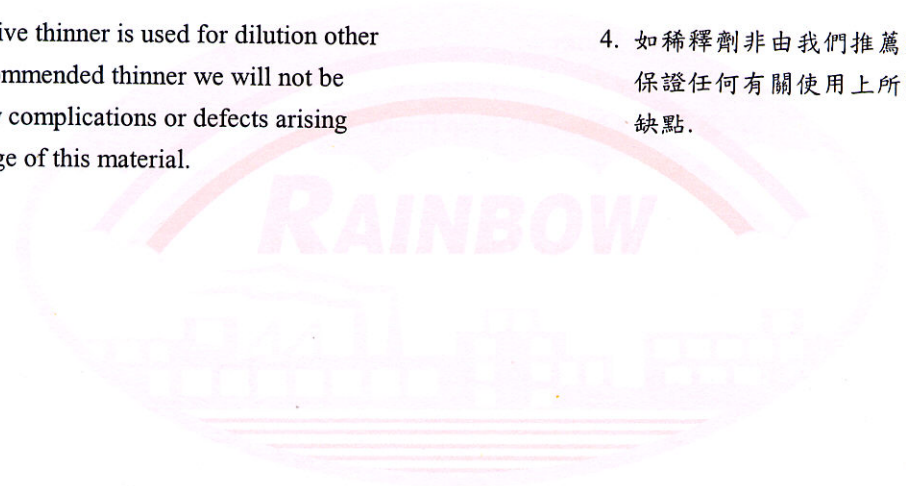 ive thinner is used for dilution other
mmended thinner we will not be
complications or defects arising
ge of this material.
4. 如稀釋劑非由我們推薦
保證任何有關使用上所
缺點.
RAINBOW